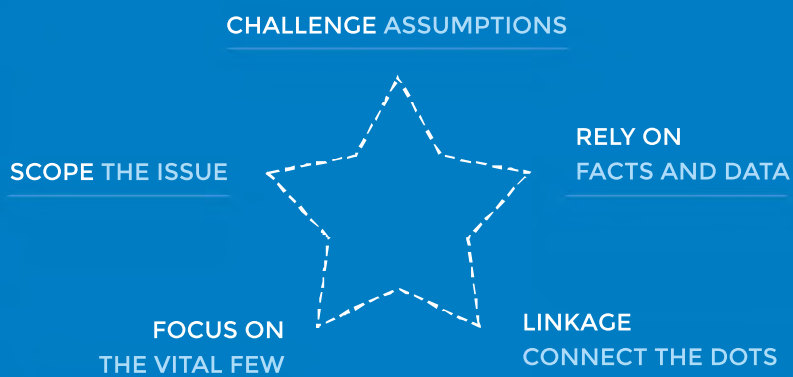 CHALLENGE ASSUMPTIONS
RELY ON
FACTS AND DATA
SCOPE THE ISSUE
LINKAGE
CONNECT THE DOTS
FOCUS ON
THE VITAL FEW